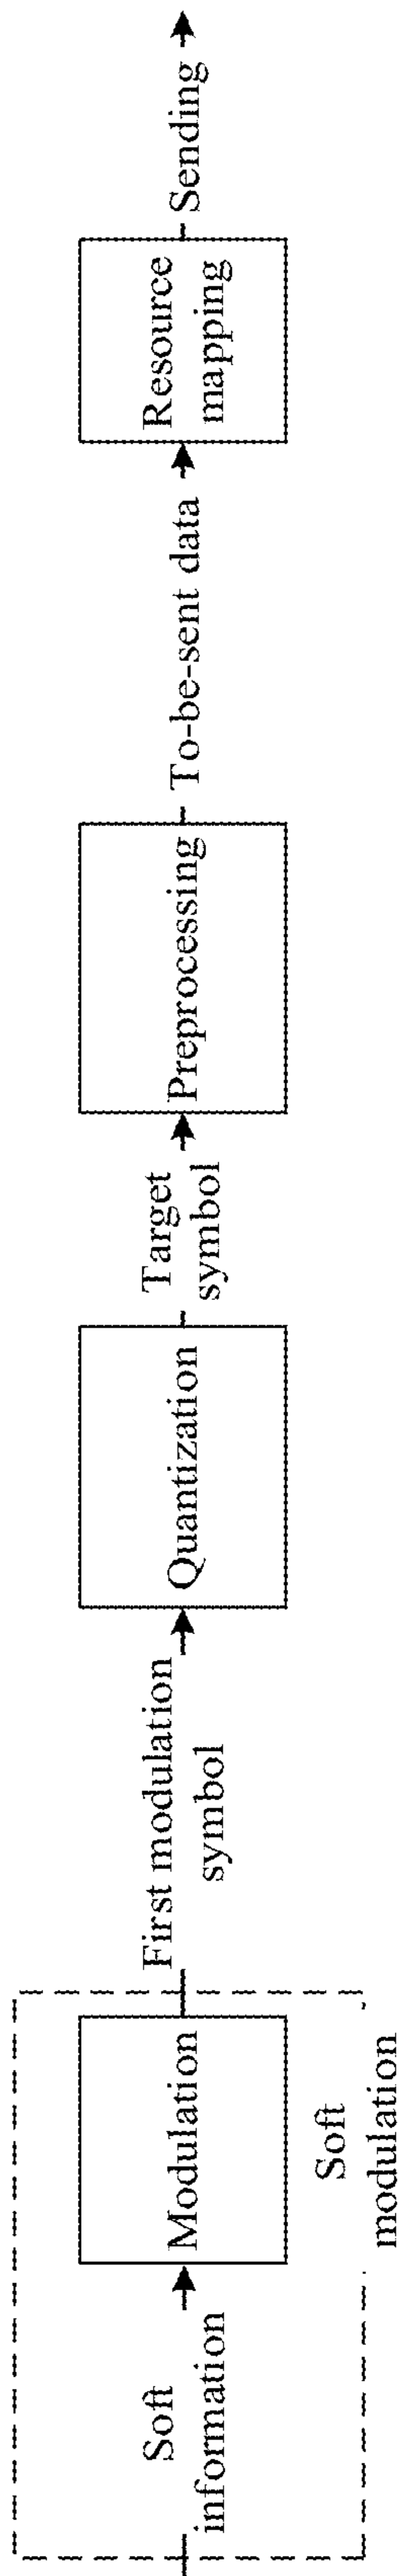 Soft
information
Modulation
Soft
modulation
First modulation
symbol
Quantization
Target
symbol
Preprocessing
To-be-sent data
Resource
mapping
Sending